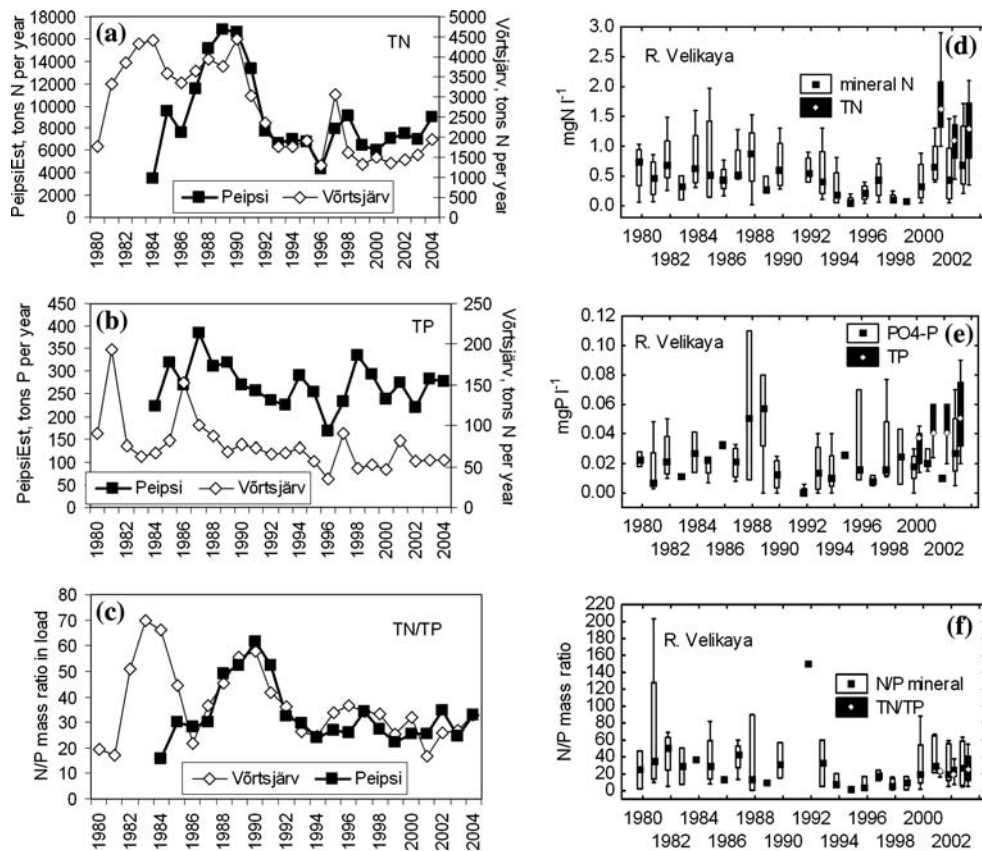 (a)
TN
PeipsiEst, tons N per year
18000
16000
14000
12000
10000
8000
6000
4000
2000
0
5000
4500
4000
3500
3000
2500
2000
1500
1000
500
0
Võrtsjärv, tons N per year
Peipsi
Võrtsjärv
1980
1982
1984
1986
1988
1990
1992
1994
1996
1998
2000
2002
2004
(b)
TP
PeipsiEst, tons P per year
450
400
350
300
250
200
150
100
50
0
250
200
150
100
50
0
Võrtsjärv, tons N per year
Peipsi
Võrtsjärv
1980
1982
1984
1986
1988
1990
1992
1994
1996
1998
2000
2002
2004
(c)
TN/TP
N/P mass ratio in load
80
70
60
50
40
30
20
10
0
Võrtsjärv
Peipsi
1980
1982
1984
1986
1988
1990
1992
1994
1996
1998
2000
2002
2004
(d)
R. Velikaya
mineral N
TN
mgN l-1
3.0
2.5
2.0
1.5
1.0
0.5
0.0
1980 1984 1988 1992 1996 2000
1982 1986 1990 1994 1998 2002
(e)
R. Velikaya
PO4-P
TP
mgP l-1
0.12
0.10
0.08
0.06
0.04
0.02
0.00
1980 1984 1988 1992 1996 2000
1982 1986 1990 1994 1998 2002
(f)
R. Velikaya
N/P mineral
TN/TP
N/P mass ratio
220
200
180
160
140
120
100
80
60
40
20
0
1980 1984 1988 1992 1996 2000
1982 1986 1990 1994 1998 2002